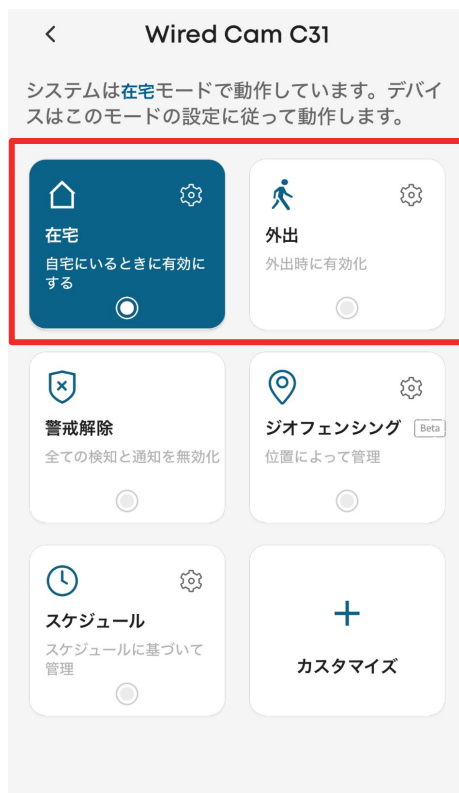 Wired Cam C31
システムは在宅モードで動作しています。デバイ
スはこのモードの設定に従って動作します。
在宅
自宅にいるときに有効に
する
外出
外出時に有効化
警戒解除
全ての検知と通知を無効化
ジオフェンシング Beta
位置によって管理
スケジュール
スケジュールに基づいて
管理
カスタマイズ